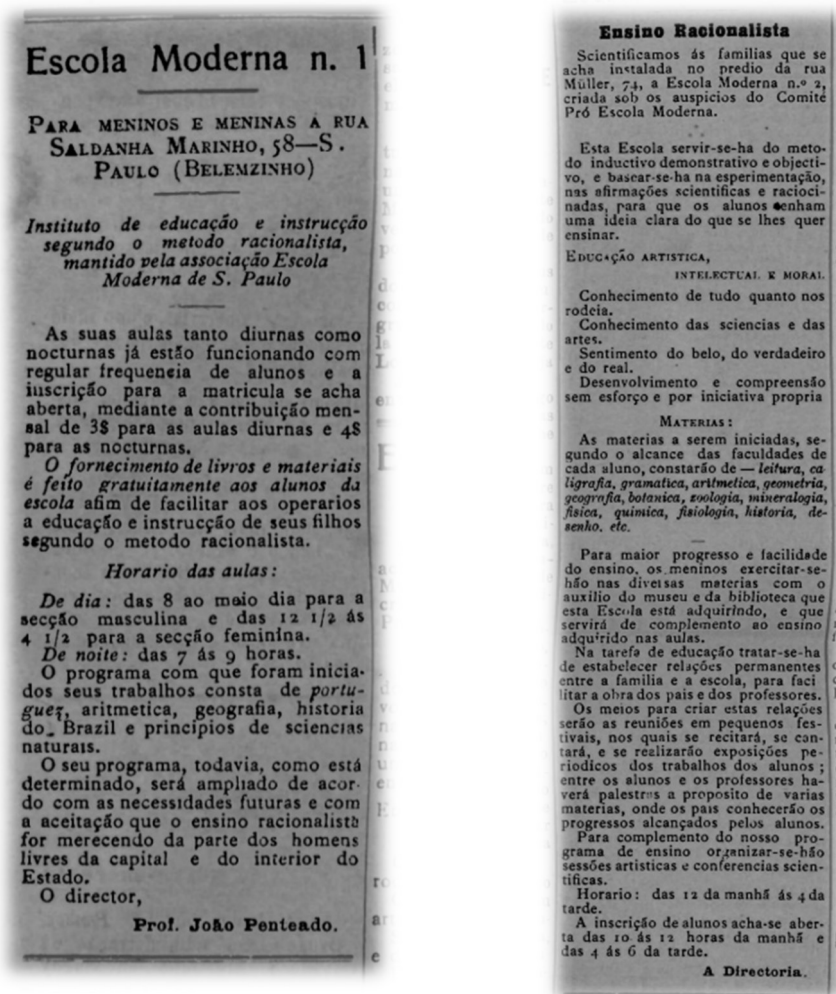 Escola Moderna n. 1
PARA MENINOS E MENINAS A RUA
SALDANHA MARINHO, 58—S.
PAULO (BELEMZINHO)
Instituto de educação e instrucção
segundo o metodo racionalista,
mantido pela associação Escola
Moderna de S. Paulo
As suas aulas tanto diurnas como
nocturnas já estão funcionando com
regular frequencia de alunos e a
inscrição para a matricula se acha
aberta, mediante a contribuição men-
sal de 3$ para as aulas diurnas e 4$
para as nocturnas.
O fornecimento de livros e materiais
é feito gratuitamente aos alunos da
escola afim de facilitar aos operarios
a educação e instrucção de seus filhos
segundo o metodo racionalista.
Horario das aulas:
De dia: das 8 ao meio dia para a
secção masculina e das 12 1/2 ás
4 1/2 para a secção feminina.
De noite: das 7 ás 9 horas.
O programa com que foram inicia-
dos seus trabalhos consta de portu-
guez, aritmetica, geografia, historia
do Brazil e principios de sciencias
naturais.
O seu programa, todavia, como está
determinado, será ampliado de acor-
do com as necessidades futuras e com
a aceitação que o ensino racionalista
for merecendo da parte dos homens
livres da capital e do interior do
Estado.
O director,
Prof. João Penteado.
Ensino Racionalista
Scientificamos ás familias que se
acha instalada no predio da rua
Müller, 74, a Escola Moderna n.º 2,
criada sob os auspicios do Comité
Pró Escola Moderna.
Esta Escola servir-se-ha do meto-
do inductivo demonstrativo e objecti-
vo, e basear-se-ha na esperimentação,
nas afirmações scientificas e racioci-
nadas, para que os alunos tenham
uma ideia clara do que se lhes quer
ensinar.
EDUCAÇÃO ARTISTICA,
INTELECTUAL E MORAL
Conhecimento de tudo quanto nos
rodeia.
Conhecimento das sciencias e das
artes.
Sentimento do belo, do verdadeiro
e do real.
Desenvolvimento e compreensão
sem esforço e por iniciativa propria
MATERIAS:
As materias a serem iniciadas, se-
gundo o alcance das faculdades de
cada aluno, constarão de — leitura, ca
ligrafia, gramatica, aritmetica, geometria,
geografia, botanica, zoologia, mineralogia,
fisica, quimica, fisiologia, historia, de-
senho, etc.
Para maior progresso e facilidade
do ensino, os meninos exercitar-se-
hão nas diversas materias com o
auxilio do museu e da biblioteca que
esta Escola está adquirindo, e que
servirá de complemento ao ensino
adquirido nas aulas.
Na tarefa de educação tratar-se-ha
de estabelecer relações permanentes
entre a familia e a escola, para faci
litar a obra dos pais e dos professores.
Os meios para criar estas relações
serão as reuniões em pequenos fes-
tivais, nos quais se recitará, se can-
tará, e se realizarão exposições pe-
riodicos dos trabalhos dos alunos;
entre os alunos e os professores ha-
verá palestras a proposito de varias
materias, onde os pais conhecerão os
progressos alcançados pelos alunos.
Para complemento do nosso pro-
grama de ensino organizar-se-hão
sessões artisticas e conferencias scien-
tificas.
Horario: das 12 da manhã ás 4 da
tarde.
A inscrição de alunos acha-se aber-
ta das 10 ás 12 horas da manhã e
das 4 ás 6 da tarde.
A Directoria.